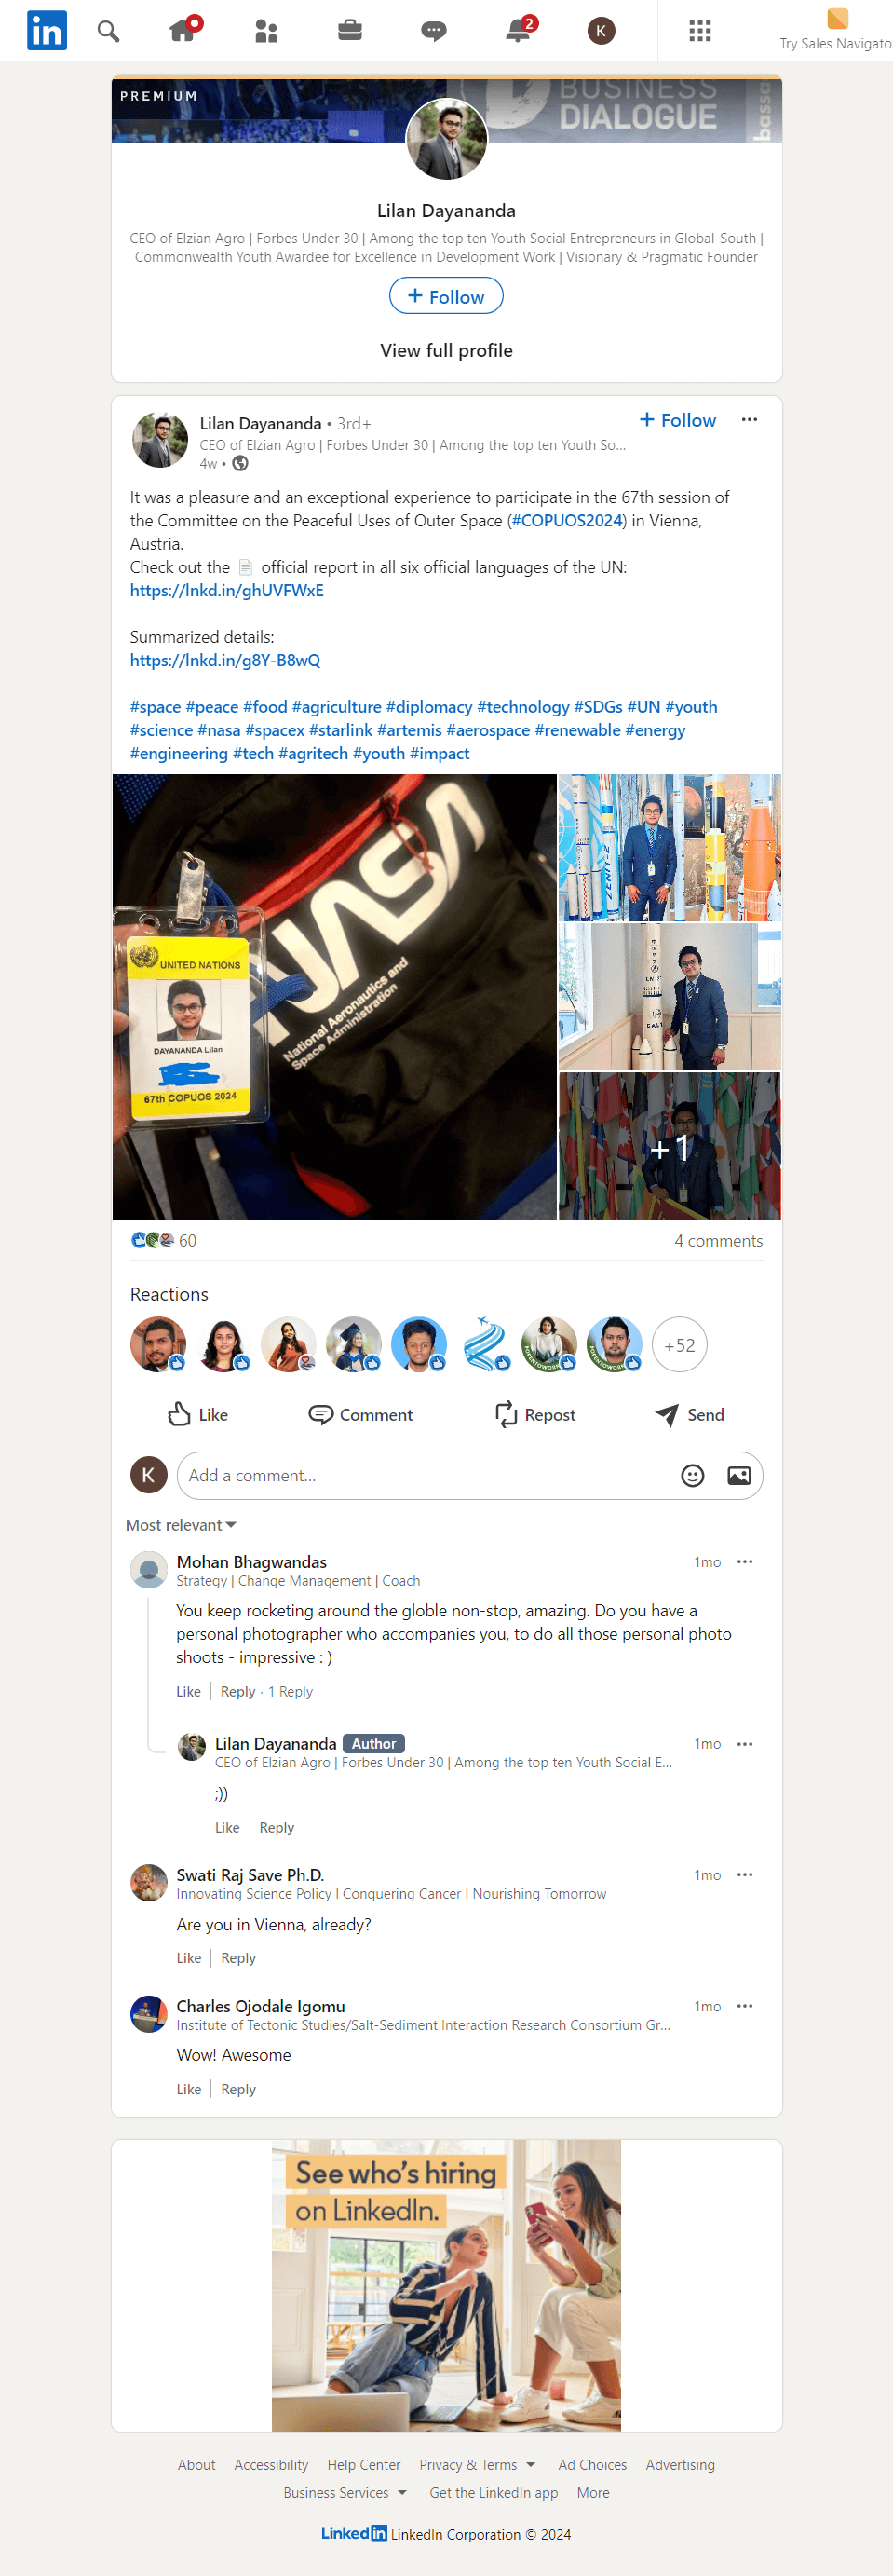 in
2
K
Try Sales Navigato
PREMIUM
BUSINESS
DIALOGUE
bassa
Lilan Dayananda
CEO of Elzian Agro | Forbes Under 30 | Among the top ten Youth Social Entrepreneurs in Global-South |
Commonwealth Youth Awardee for Excellence in Development Work | Visionary & Pragmatic Founder
+ Follow
View full profile
Lilan Dayananda • 3rd+
+ Follow
CEO of Elzian Agro | Forbes Under 30 | Among the top ten Youth So...
4w •
It was a pleasure and an exceptional experience to participate in the 67th session of
the Committee on the Peaceful Uses of Outer Space (#COPUOS2024) in Vienna,
Austria.
Check out the 📄 official report in all six official languages of the UN:
https://lnkd.in/ghUVFWxE
Summarized details:
https://lnkd.in/g8Y-B8wQ
#space #peace #food #agriculture #diplomacy #technology #SDGs #UN #youth
#science #nasa #spacex #starlink #artemis #aerospace #renewable #energy
#engineering #tech #agritech #youth #impact
NASA
National Aeronautics and
Space Administration
UNITED NATIONS
DAYANANDA Lilan
67th COPUOS 2024
ZENIT-2
+1
60
4 comments
Reactions
+52
Like
Comment
Repost
Send
K
Add a comment...
Most relevant
Mohan Bhagwandas
1mo
Strategy | Change Management | Coach
You keep rocketing around the globle non-stop, amazing. Do you have a
personal photographer who accompanies you, to do all those personal photo
shoots - impressive : )
Like | Reply · 1 Reply
Lilan Dayananda Author
1mo
CEO of Elzian Agro | Forbes Under 30 | Among the top ten Youth Social E...
;))
Like | Reply
Swati Raj Save Ph.D.
1mo
Innovating Science Policy I Conquering Cancer I Nourishing Tomorrow
Are you in Vienna, already?
Like | Reply
Charles Ojodale Igomu
1mo
Institute of Tectonic Studies/Salt-Sediment Interaction Research Consortium Gr...
Wow! Awesome
Like | Reply
See who's hiring
on LinkedIn.
About Accessibility Help Center Privacy & Terms Ad Choices Advertising
Business Services Get the LinkedIn app More
LinkedIn LinkedIn Corporation © 2024